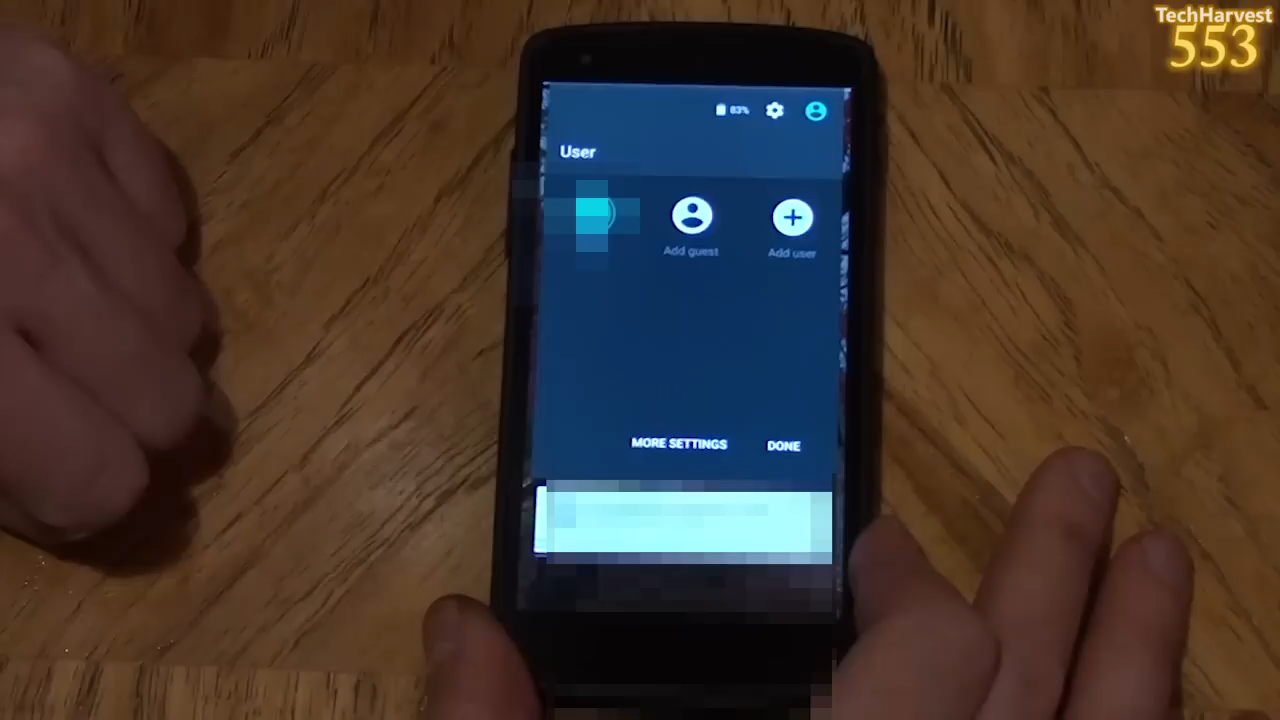 TechHarvest
553
83%
User
Add guest
Add user
MORE SETTINGS
DONE